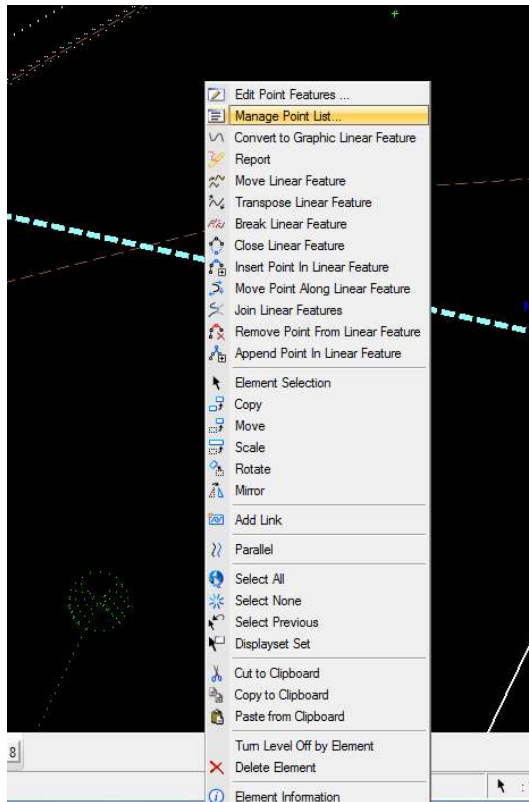 Edit Point Features ...
Manage Point List...
Convert to Graphic Linear Feature
Report
Move Linear Feature
Transpose Linear Feature
Break Linear Feature
Close Linear Feature
Insert Point In Linear Feature
Move Point Along Linear Feature
Join Linear Features
Remove Point From Linear Feature
Append Point In Linear Feature
Element Selection
Copy
Move
Scale
Rotate
Mirror
Add Link
Parallel
Select All
Select None
Select Previous
Displayset Set
Cut to Clipboard
Copy to Clipboard
Paste from Clipboard
Turn Level Off by Element
8
Delete Element
Element Information